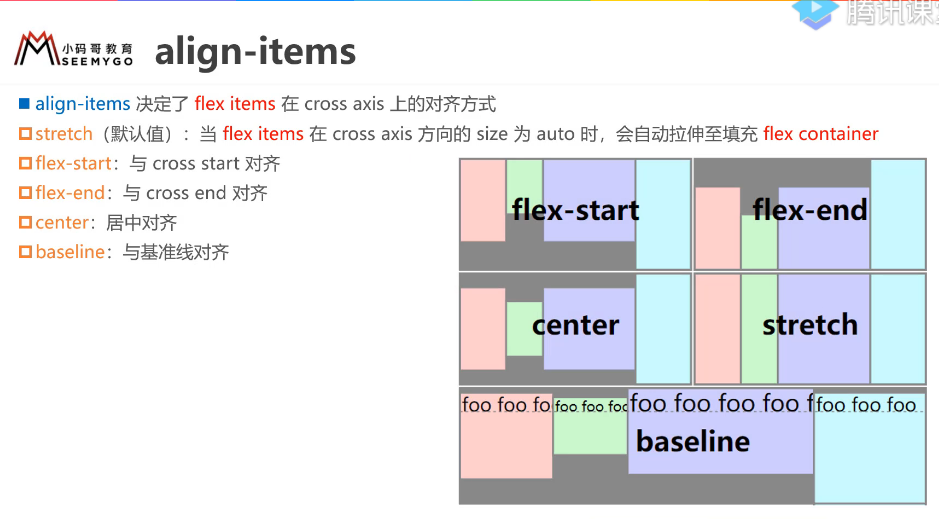 腾讯课堂
小码哥教育
SEEMYGO
align-items
align-items 决定了 flex items 在 cross axis 上的对齐方式
stretch（默认值）：当 flex items 在 cross axis 方向的 size 为 auto 时，会自动拉伸至填充 flex container
flex-start：与 cross start 对齐
flex-end：与 cross end 对齐
center：居中对齐
baseline：与基准线对齐
flex-start
flex-end
center
stretch
foo foo fo
foo foo foo
foo foo foo foo f
foo foo foo
baseline